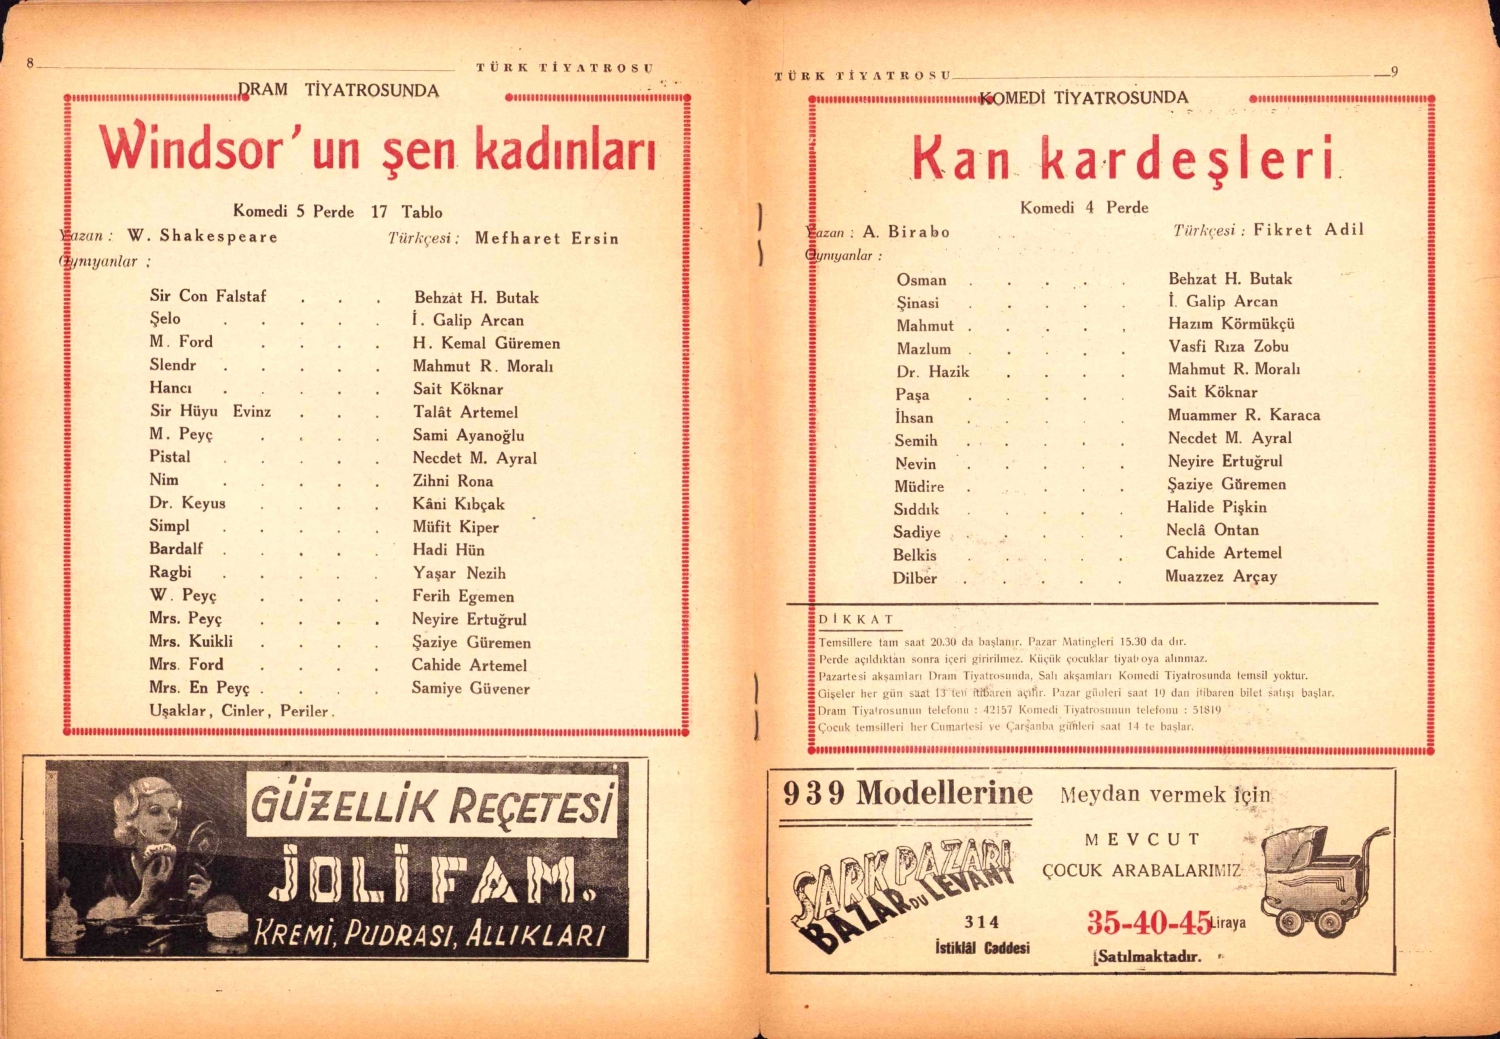 8
TÜRK TİYATROSU
DRAM TİYATROSUNDA
Windsor'un şen kadınları
Komedi 5 Perde 17 Tablo
Yazan : W. Shakespeare Türkçesi : Mefharet Ersin
Oynıyanlar :
Sir Con Falstaf . . . Behzat H. Butak
Şelo . . . . . İ. Galip Arcan
M. Ford . . . . H. Kemal Güremen
Slendr . . . . . Mahmut R. Moralı
Hancı . . . . . Sait Köknar
Sir Hüyu Evinz . . . Talât Artemel
M. Peyç . . . . Sami Ayanoğlu
Pistal . . . . . Necdet M. Ayral
Nim . . . . . Zihni Rona
Dr. Keyus . . . . Kâni Kıbçak
Simpl . . . . . Müfit Kiper
Bardalf . . . . . Hadi Hün
Ragbi . . . . . Yaşar Nezih
W. Peyç . . . . Ferih Egemen
Mrs. Peyç . . . . Neyire Ertuğrul
Mrs. Kuikli . . . . Şaziye Güremen
Mrs. Ford . . . . Cahide Artemel
Mrs. En Peyç . . . . Samiye Güvener
Uşaklar, Cinler, Periler.
GÜZELLİK REÇETESİ
JOLİ FAM.
KREMİ, PUDRASI, ALLIKLARI
TÜRK TİYATROSU
9
KOMEDİ TİYATROSUNDA
Kan kardeşleri
Komedi 4 Perde
Yazan : A. Birabo Türkçesi : Fikret Adil
Oynıyanlar :
Osman . . . . . Behzat H. Butak
Şinasi . . . . . İ. Galip Arcan
Mahmut . . . . . Hazım Körmükçü
Mazlum . . . . . Vasfi Rıza Zobu
Dr. Hazik . . . . Mahmut R. Moralı
Paşa . . . . . Sait Köknar
İhsan . . . . . Muammer R. Karaca
Semih . . . . . Necdet M. Ayral
Nevin . . . . . Neyire Ertuğrul
Müdire . . . . Şaziye Güremen
Sıddık . . . . . Halide Pişkin
Sadiye . . . . . Neclâ Ontan
Belkis . . . . . Cahide Artemel
Dilber . . . . . Muazzez Arçay
DİKKAT
Temsillere tam saat 20.30 da başlanır. Pazar Matineleri 15.30 da dır.
Perde açıldıktan sonra içeri giririlmez. Küçük çocuklar tiyatroya alınmaz.
Pazartesi akşamları Dram Tiyatrosunda, Salı akşamları Komedi Tiyatrosunda temsil yoktur.
Gişeler her gün saat 13 ten itibaren açıfir. Pazar günleri saat 10 dan itibaren bilet satışı başlar.
Dram Tiyatrosunun telefonu : 42157 Komedi Tiyatrosunun telefonu : 51819
Çocuk temsilleri her Cumartesi ve Çarşanba günleri saat 14 te başlar.
939 Modellerine Meydan vermek için
MEVCUT
ÇOCUK ARABALARIMIZ
ŞARK PAZARI
BAZAR DU LEVANT
314
İstiklâl Caddesi
35-40-45 Liraya
Satılmaktadır.